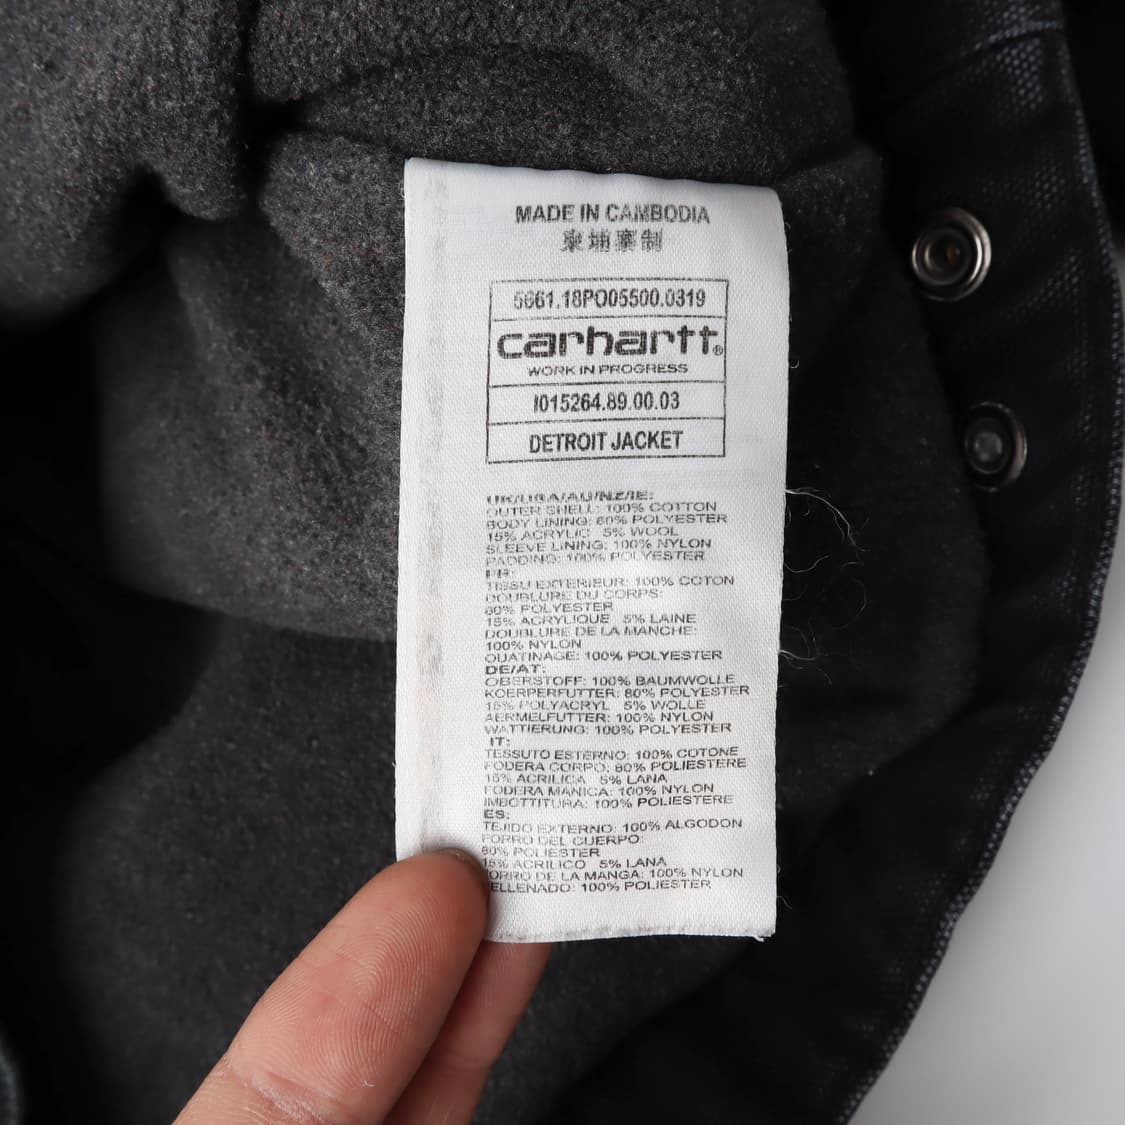 MADE IN CAMBODIA
柬埔寨制
5661.18PO05500.0319
carhartt®
WORK IN PROGRESS
I015264.89.00.03
DETROIT JACKET
UK/USA/AU/NZ/IE:
OUTER SHELL: 100% COTTON
BODY LINING: 80% POLYESTER
15% ACRYLIC 5% WOOL
SLEEVE LINING: 100% NYLON
PADDING: 100% POLYESTER
FR:
TISSU EXTERIEUR: 100% COTON
DOUBLURE DU CORPS:
80% POLYESTER
15% ACRYLIQUE 5% LAINE
DOUBLURE DE LA MANCHE:
100% NYLON
OUATINAGE: 100% POLYESTER
DE/AT:
OBERSTOFF: 100% BAUMWOLLE
KOERPERFUTTER: 80% POLYESTER
15% POLYACRYL 5% WOLLE
AERMELFUTTER: 100% NYLON
WATTIERUNG: 100% POLYESTER
IT:
TESSUTO ESTERNO: 100% COTONE
FODERA CORPO: 80% POLIESTERE
15% ACRILICA 5% LANA
FODERA MANICA: 100% NYLON
IMBOTTITURA: 100% POLIESTERE
ES:
TEJIDO EXTERNO: 100% ALGODON
FORRO DEL CUERPO:
80% POLIESTER
15% ACRILICO 5% LANA
ORRO DE LA MANGA: 100% NYLON
ELLENADO: 100% POLIESTER